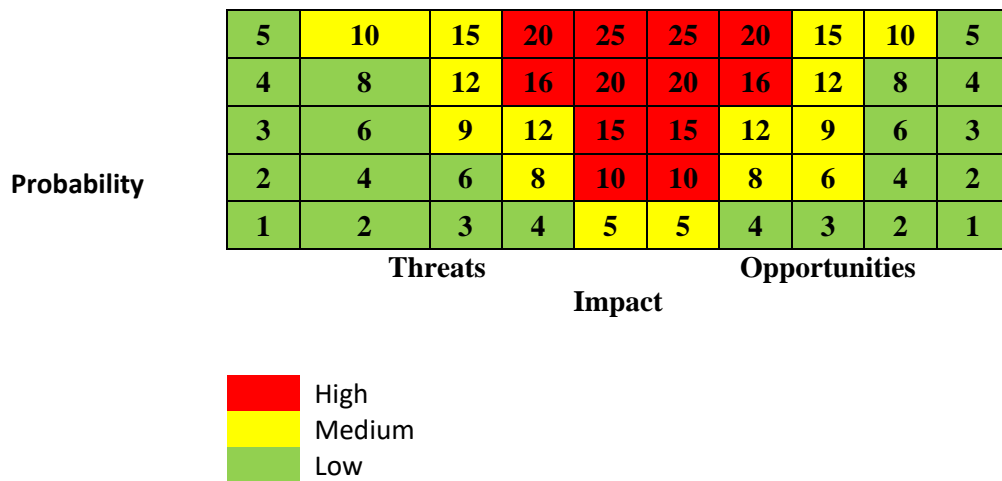 5 10 15 20 25 25 20 15 10 5
4 8 12 16 20 20 16 12 8 4
3 6 9 12 15 15 12 9 6 3
Probability 2 4 6 8 10 10 8 6 4 2
1 2 3 4 5 5 4 3 2 1
Threats Opportunities
Impact
High
Medium
Low